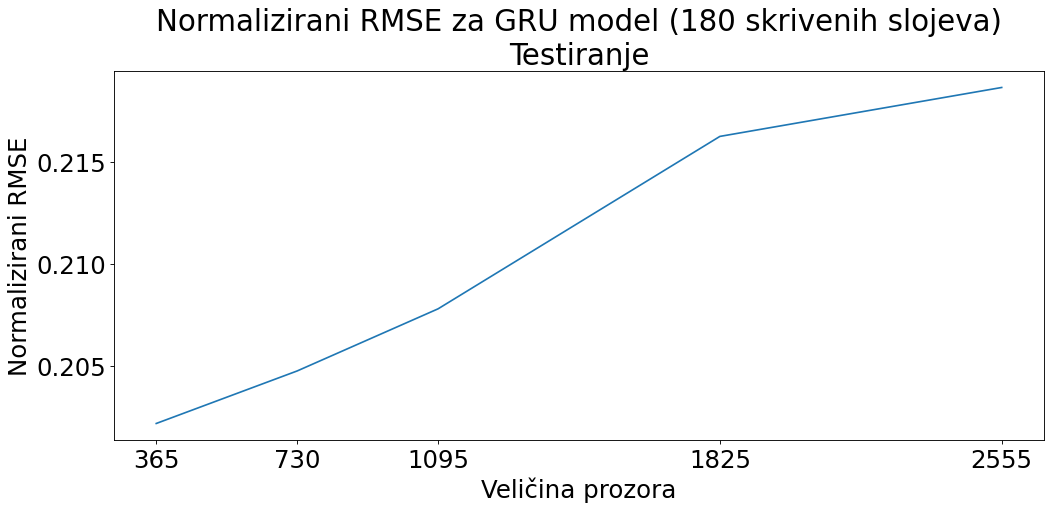 Normalizirani RMSE za GRU model (180 skrivenih slojeva)
Testiranje
Normalizirani RMSE
0.215
0.210
0.205
365 730 1095 1825 2555
Veličina prozora